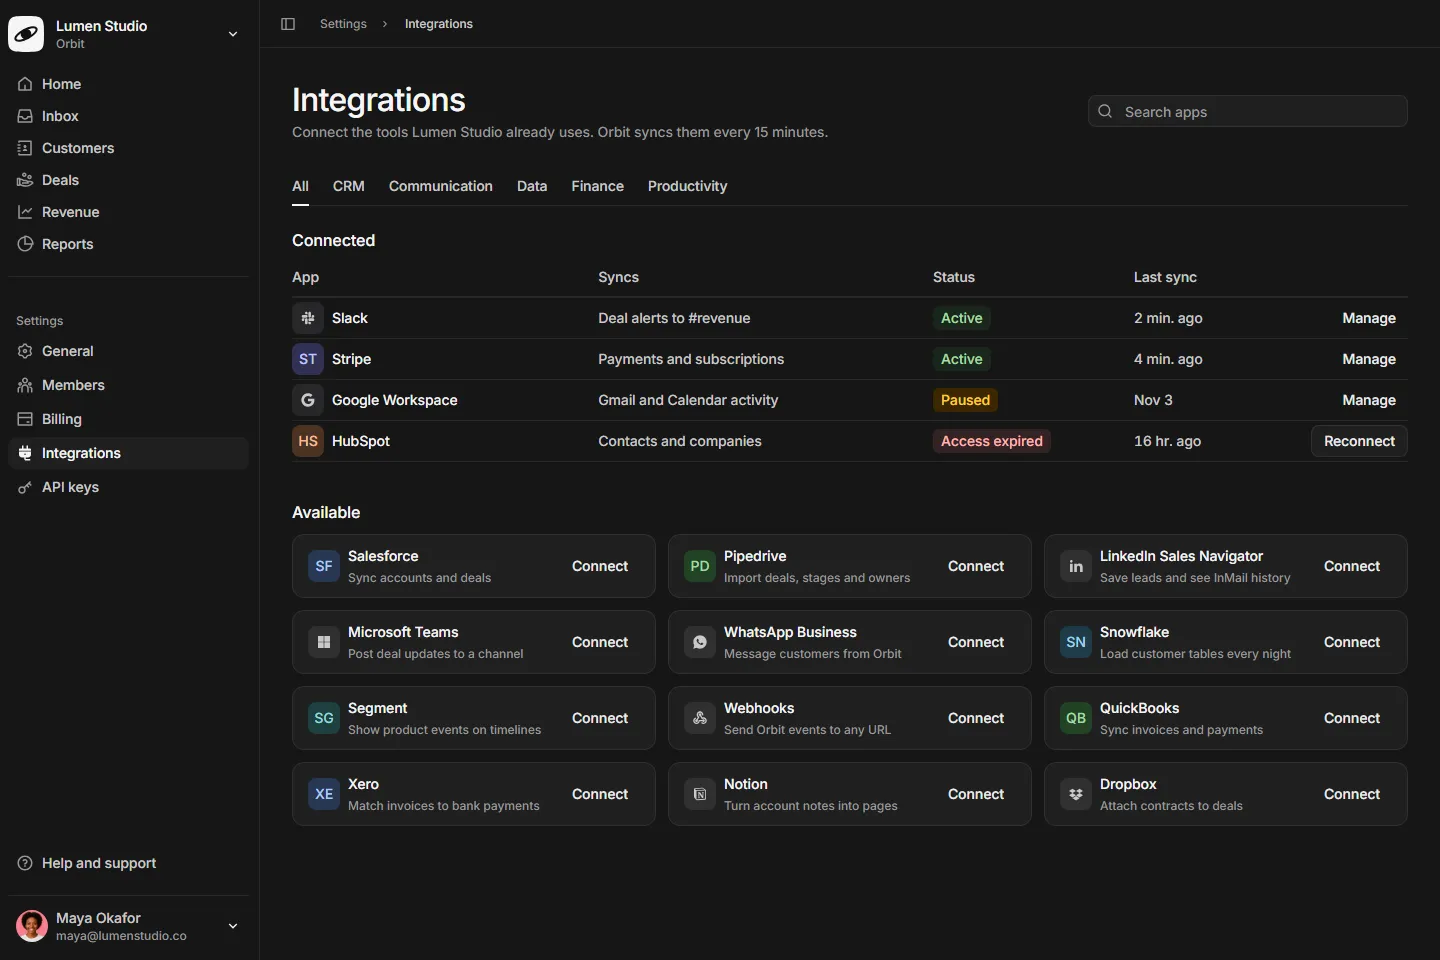 Lumen Studio
Orbit
Home
Inbox
Customers
Deals
Revenue
Reports
Settings
General
Members
Billing
Integrations
API keys
Help and support
Maya Okafor
maya@lumenstudio.co
Settings > Integrations
Integrations
Connect the tools Lumen Studio already uses. Orbit syncs them every 15 minutes.
Search apps
All CRM Communication Data Finance Productivity
Connected
App Syncs Status Last sync
Slack Deal alerts to #revenue Active 2 min. ago Manage
ST Stripe Payments and subscriptions Active 4 min. ago Manage
G Google Workspace Gmail and Calendar activity Paused Nov 3 Manage
HS HubSpot Contacts and companies Access expired 16 hr. ago Reconnect
Available
SF Salesforce Connect
Sync accounts and deals
PD Pipedrive Connect
Import deals, stages and owners
in LinkedIn Sales Navigator Connect
Save leads and see InMail history
Microsoft Teams Connect
Post deal updates to a channel
WhatsApp Business Connect
Message customers from Orbit
SN Snowflake Connect
Load customer tables every night
SG Segment Connect
Show product events on timelines
Webhooks Connect
Send Orbit events to any URL
QB QuickBooks Connect
Sync invoices and payments
XE Xero Connect
Match invoices to bank payments
N Notion Connect
Turn account notes into pages
Dropbox Connect
Attach contracts to deals